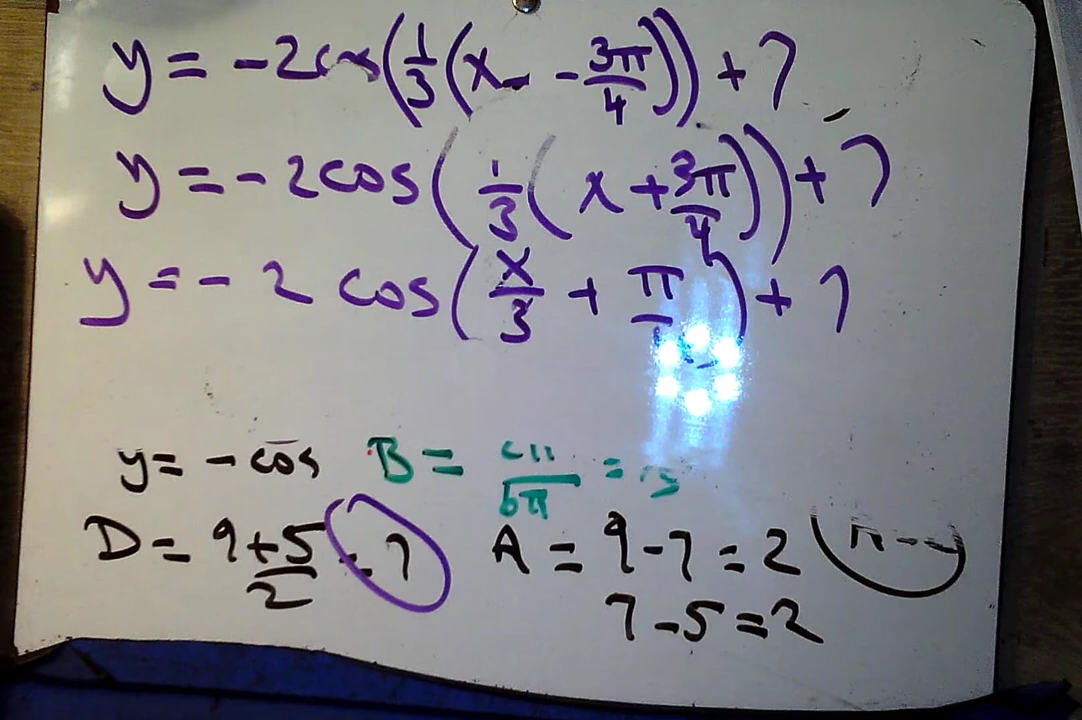 y = -2cos(1/3(x - -3π/4)) + 7
y = -2cos(1/3(x + 3π/4)) + 7
y = -2 cos(x/3 + π/) + 7
y = -cos B = /6π =
D = 9+5/2 = 7 A = 9-7=2
7-5=2